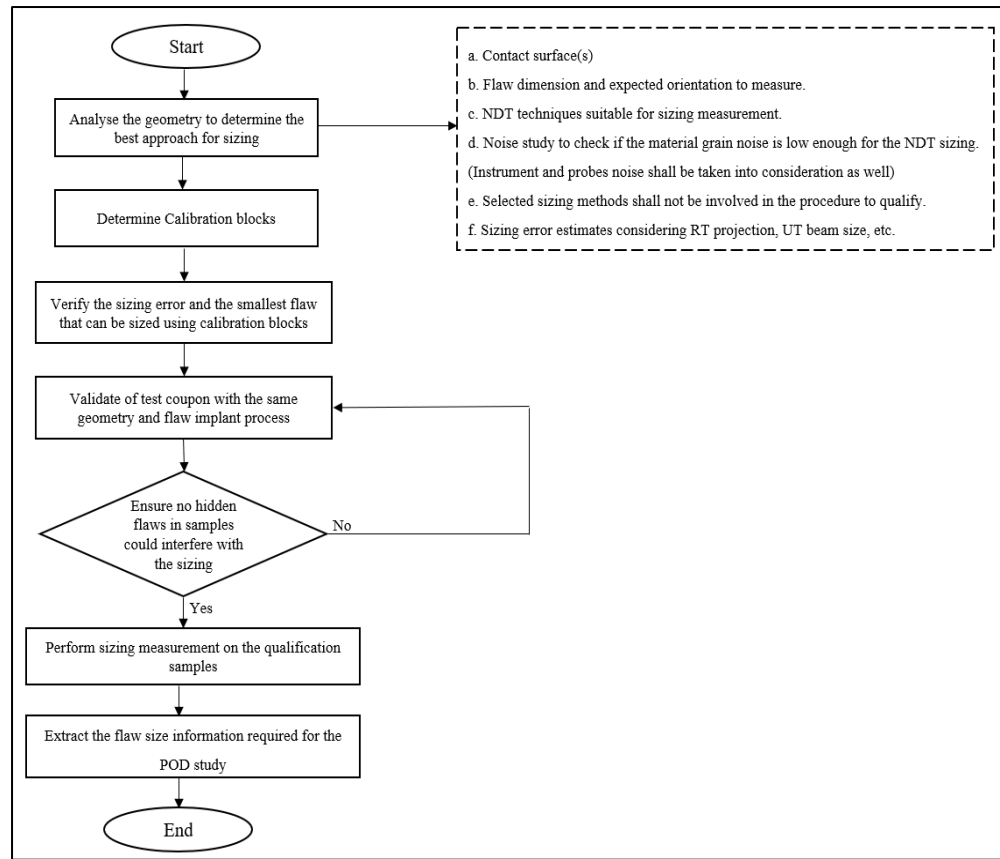 Start
Analyse the geometry to determine the
best approach for sizing
a. Contact surface(s)
b. Flaw dimension and expected orientation to measure.
c. NDT techniques suitable for sizing measurement.
d. Noise study to check if the material grain noise is low enough for the NDT sizing.
(Instrument and probes noise shall be taken into consideration as well)
e. Selected sizing methods shall not be involved in the procedure to qualify.
f. Sizing error estimates considering RT projection, UT beam size, etc.
Determine Calibration blocks
Verify the sizing error and the smallest flaw
that can be sized using calibration blocks
Validate of test coupon with the same
geometry and flaw implant process
Ensure no hidden
flaws in samples
could interfere with
the sizing
No
Yes
Perform sizing measurement on the qualification
samples
Extract the flaw size information required for the
POD study
End